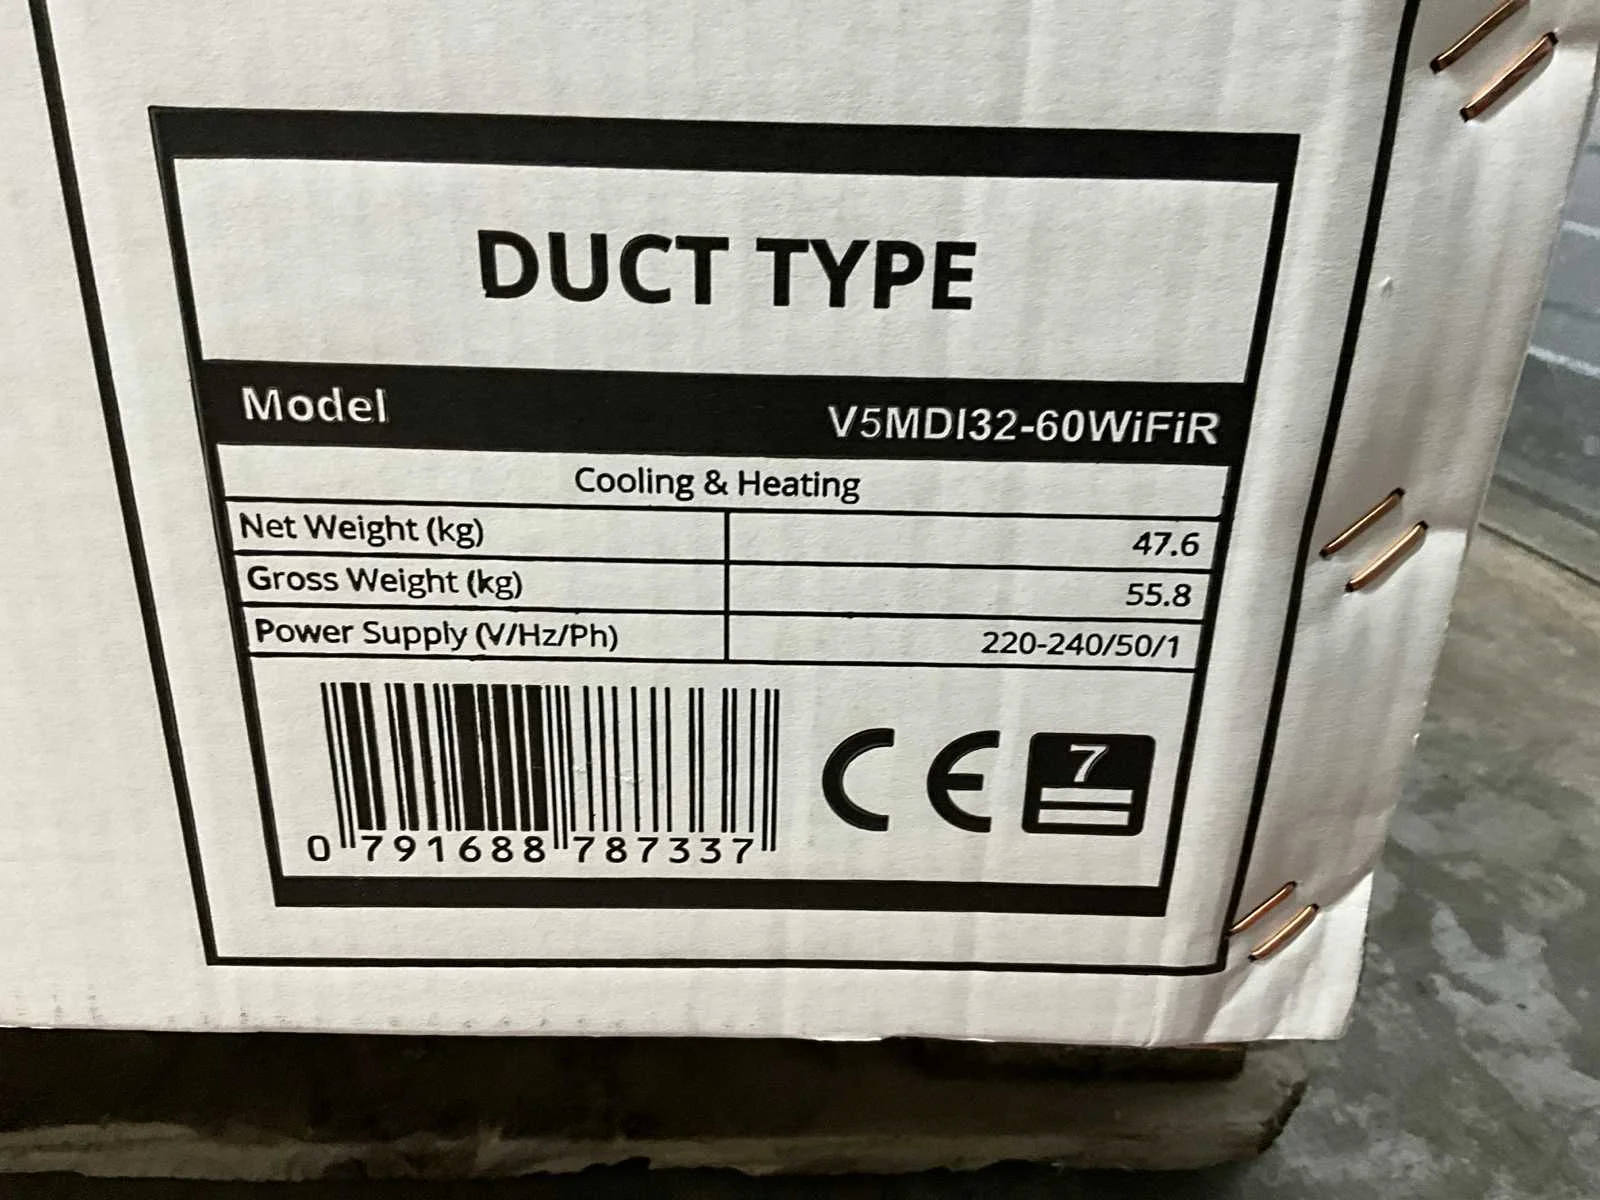 DUCT TYPE
Model V5MDI32-60WiFiR
Cooling & Heating
Net Weight (kg) 47.6
Gross Weight (kg) 55.8
Power Supply (V/Hz/Ph) 220-240/50/1
CE 7
0 791688 787337